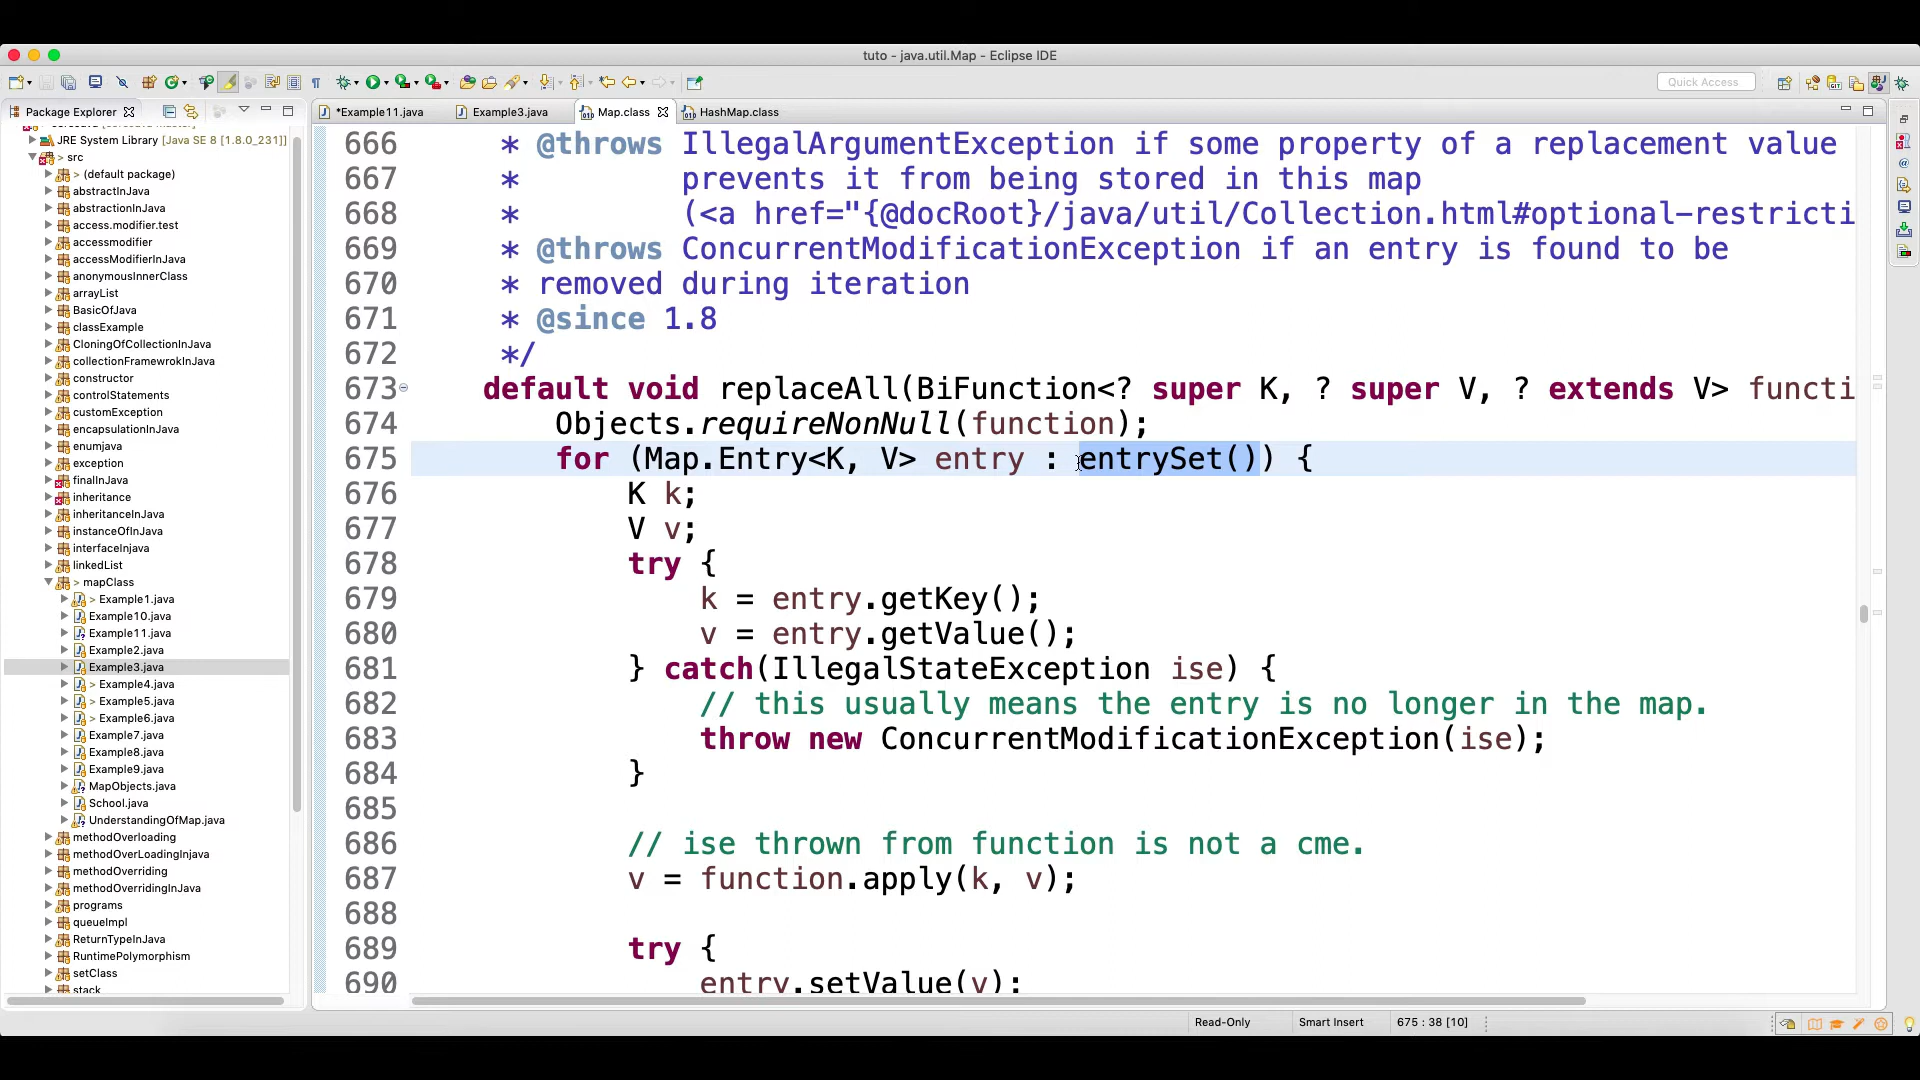 tuto - java.util.Map - Eclipse IDE
Quick Access
Package Explorer
*Example11.java
Example3.java
Map.class
HashMap.class
JRE System Library [Java SE 8 [1.8.0_231]]
> src
> (default package)
abstractInJava
abstractionInJava
access.modifier.test
accessmodifier
accessModifierInJava
anonymousInnerClass
arrayList
BasicOfJava
classExample
CloningOfCollectionInJava
collectionFramewrokInJava
constructor
controlStatements
customException
encapsulationInJava
enumjava
exception
finalInJava
inheritance
inheritanceInJava
instanceOfInJava
interfaceInjava
linkedList
> mapClass
> Example1.java
Example10.java
Example11.java
Example2.java
Example3.java
> Example4.java
> Example5.java
> Example6.java
Example7.java
Example8.java
Example9.java
MapObjects.java
School.java
UnderstandingOfMap.java
methodOverloading
methodOverLoadingInjava
methodOverriding
methodOverridingInJava
programs
queueImpl
ReturnTypeInJava
RuntimePolymorphism
setClass
stack
666 * @throws IllegalArgumentException if some property of a replacement value
667 * prevents it from being stored in this map
668 * (<a href="{@docRoot}/java/util/Collection.html#optional-restricti
669 * @throws ConcurrentModificationException if an entry is found to be
670 * removed during iteration
671 * @since 1.8
672 */
673 default void replaceAll(BiFunction<? super K, ? super V, ? extends V> functi
674 Objects.requireNonNull(function);
675 for (Map.Entry<K, V> entry : entrySet()) {
676 K k;
677 V v;
678 try {
679 k = entry.getKey();
680 v = entry.getValue();
681 } catch(IllegalStateException ise) {
682 // this usually means the entry is no longer in the map.
683 throw new ConcurrentModificationException(ise);
684 }
685
686 // ise thrown from function is not a cme.
687 v = function.apply(k, v);
688
689 try {
690 entry.setValue(v);
Read-Only
Smart Insert
675 : 38 [10]